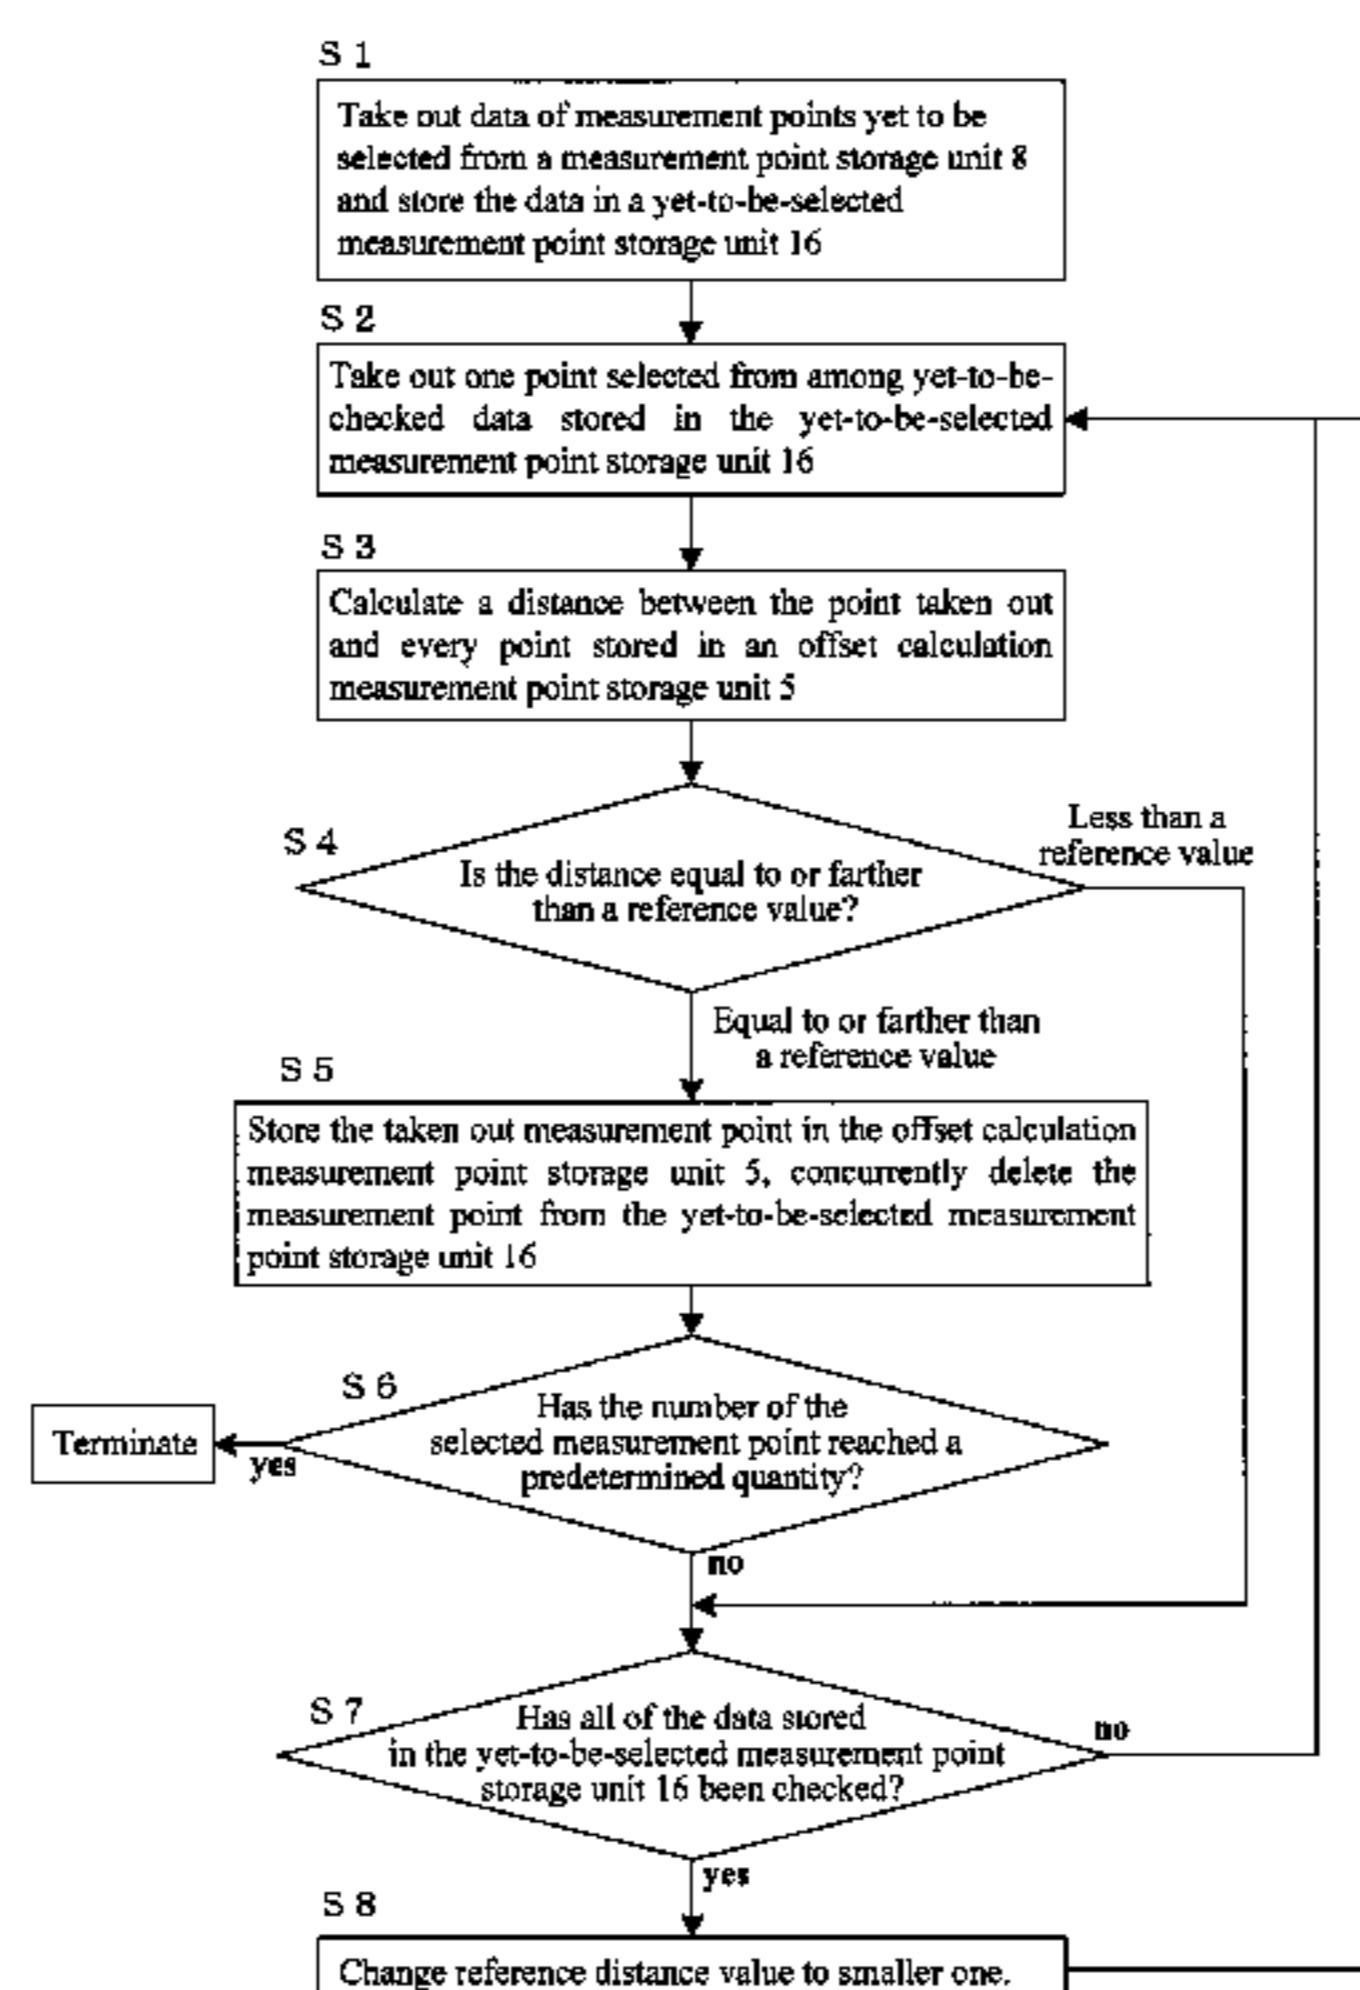 S 1
Take out data of measurement points yet to be
selected from a measurement point storage unit 8
and store the data in a yet-to-be-selected
measurement point storage unit 16
S 2
Take out one point selected from among yet-to-be-
checked data stored in the yet-to-be-selected
measurement point storage unit 16
S 3
Calculate a distance between the point taken out
and every point stored in an offset calculation
measurement point storage unit 5
S 4
Is the distance equal to or farther
than a reference value?
Less than a
reference value
Equal to or farther than
a reference value
S 5
Store the taken out measurement point in the offset calculation
measurement point storage unit 5, concurrently delete the
measurement point from the yet-to-be-selected measurement
point storage unit 16
S 6
Has the number of the
selected measurement point reached a
predetermined quantity?
Terminate
yes
no
S 7
Has all of the data stored
in the yet-to-be-selected measurement point
storage unit 16 been checked?
no
yes
S 8
Change reference distance value to smaller one.